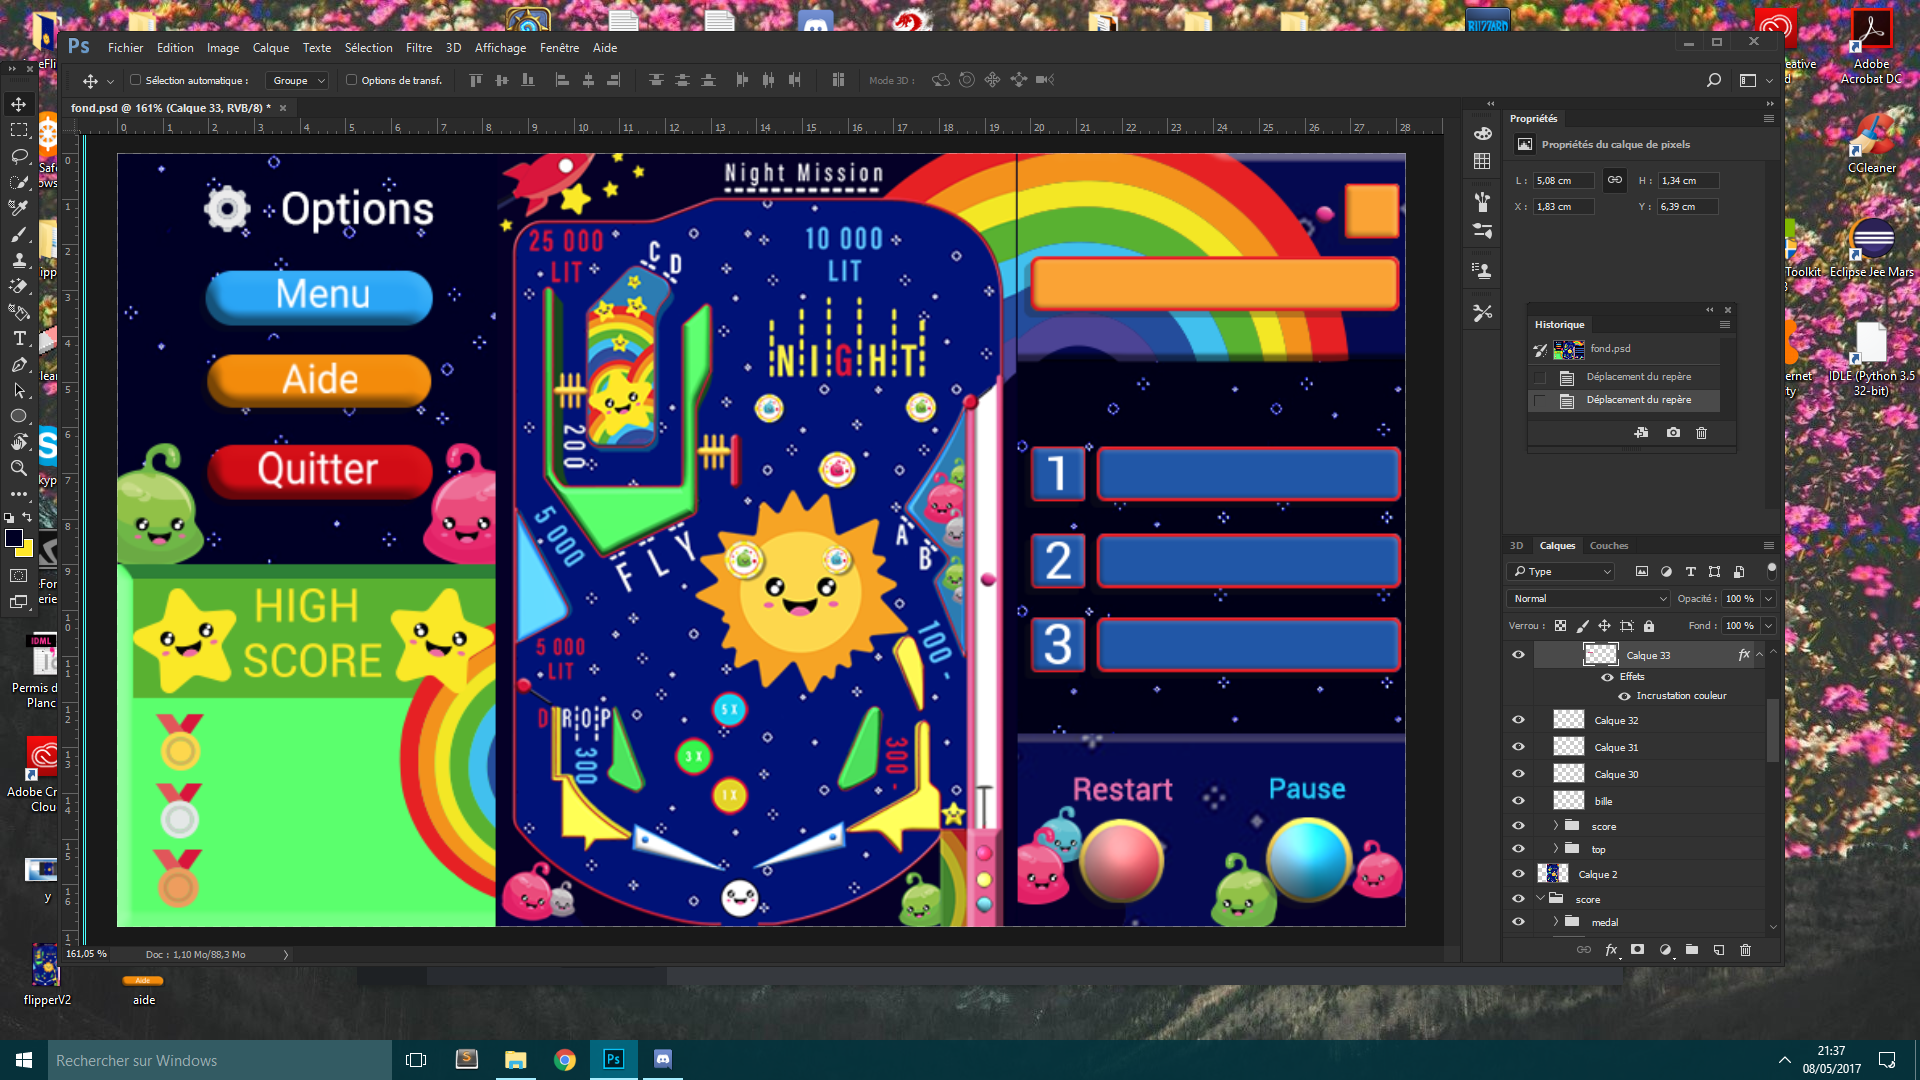 Ps Fichier Edition Image Calque Texte Sélection Filtre 3D Affichage Fenêtre Aide
Sélection automatique : Groupe Options de transf. Mode 3D :
fond.psd @ 161% (Calque 33, RVB/8) *
0 1 2 3 4 5 6 7 8 9 10 11 12 13 14 15 16 17 18 19 20 21 22 23 24 25 26 27 28
Options
Menu
Aide
Quitter
HIGH
SCORE
Night Mission
25 000
LIT
C
D
10 000
LIT
NIGHT
200
5 000
FLY
A
B
100
5 000
LIT
DROP
300
300
5 X
3 X
1 X
1
2
3
Restart
Pause
161,05 %
Doc : 1,10 Mo/88,3 Mo
Propriétés
Propriétés du calque de pixels
L : 5,08 cm H : 1,34 cm
X : 1,83 cm Y : 6,39 cm
Historique
fond.psd
Déplacement du repère
Déplacement du repère
3D Calques Couches
Type
Normal Opacité : 100 %
Verrou : Fond : 100 %
Calque 33 fx
Effets
Incrustation couleur
Calque 32
Calque 31
Calque 30
bille
score
top
Calque 2
score
medal
fx
Adobe
Acrobat DC
CCleaner
Toolkit
Eclipse Jee Mars
IDLE (Python 3.5
32-bit)
BLIZZARD
IDML
Permis d
Planc
Adobe Cr
Clou
y
flipperV2
Aide
aide
Rechercher sur Windows
Ps
21:37
08/05/2017